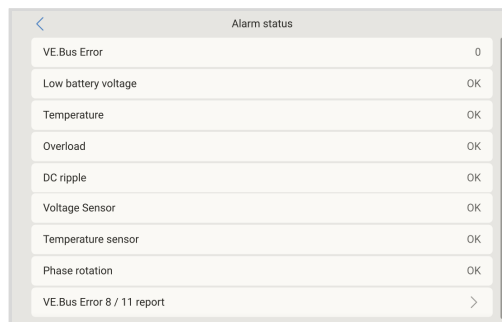 Alarm status
VE.Bus Error 0
Low battery voltage OK
Temperature OK
Overload OK
DC ripple OK
Voltage Sensor OK
Temperature sensor OK
Phase rotation OK
VE.Bus Error 8 / 11 report